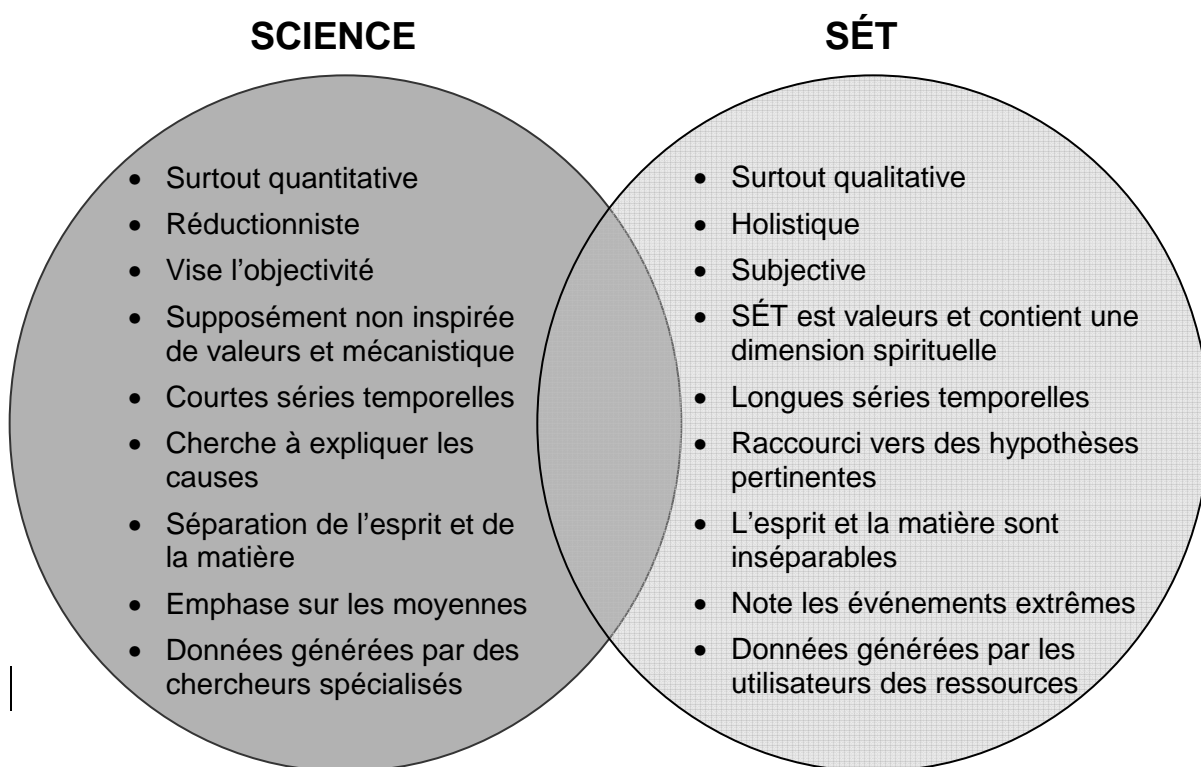 SCIENCE
SÉT
• Surtout quantitative
• Réductionniste
• Vise l’objectivité
• Supposément non inspirée
de valeurs et mécanistique
• Courtes séries temporelles
• Cherche à expliquer les
causes
• Séparation de l’esprit et de
la matière
• Emphase sur les moyennes
• Données générées par des
chercheurs spécialisés
• Surtout qualitative
• Holistique
• Subjective
• SÉT est valeurs et contient une
dimension spirituelle
• Longues séries temporelles
• Raccourci vers des hypothèses
pertinentes
• L’esprit et la matière sont
inséparables
• Note les événements extrêmes
• Données générées par les
utilisateurs des ressources